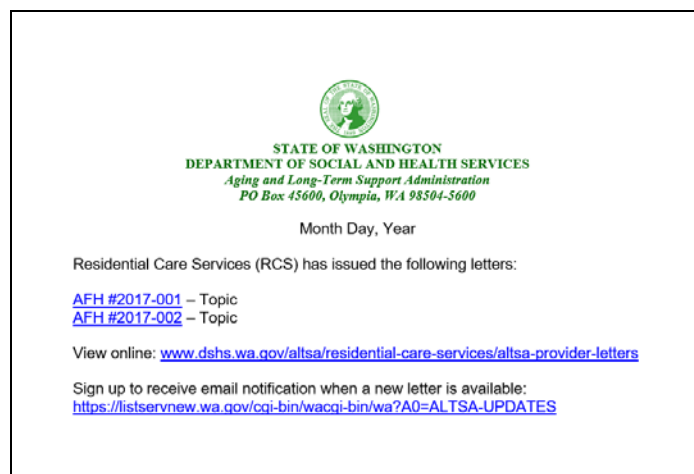 STATE OF WASHINGTON
DEPARTMENT OF SOCIAL AND HEALTH SERVICES
Aging and Long-Term Support Administration
PO Box 45600, Olympia, WA 98504-5600
Month Day, Year
Residential Care Services (RCS) has issued the following letters:
AFH #2017-001 – Topic
AFH #2017-002 – Topic
View online: www.dshs.wa.gov/altsa/residential-care-services/altsa-provider-letters
Sign up to receive email notification when a new letter is available:
https://listservnew.wa.gov/cgi-bin/wacgi-bin/wa?A0=ALTSA-UPDATES